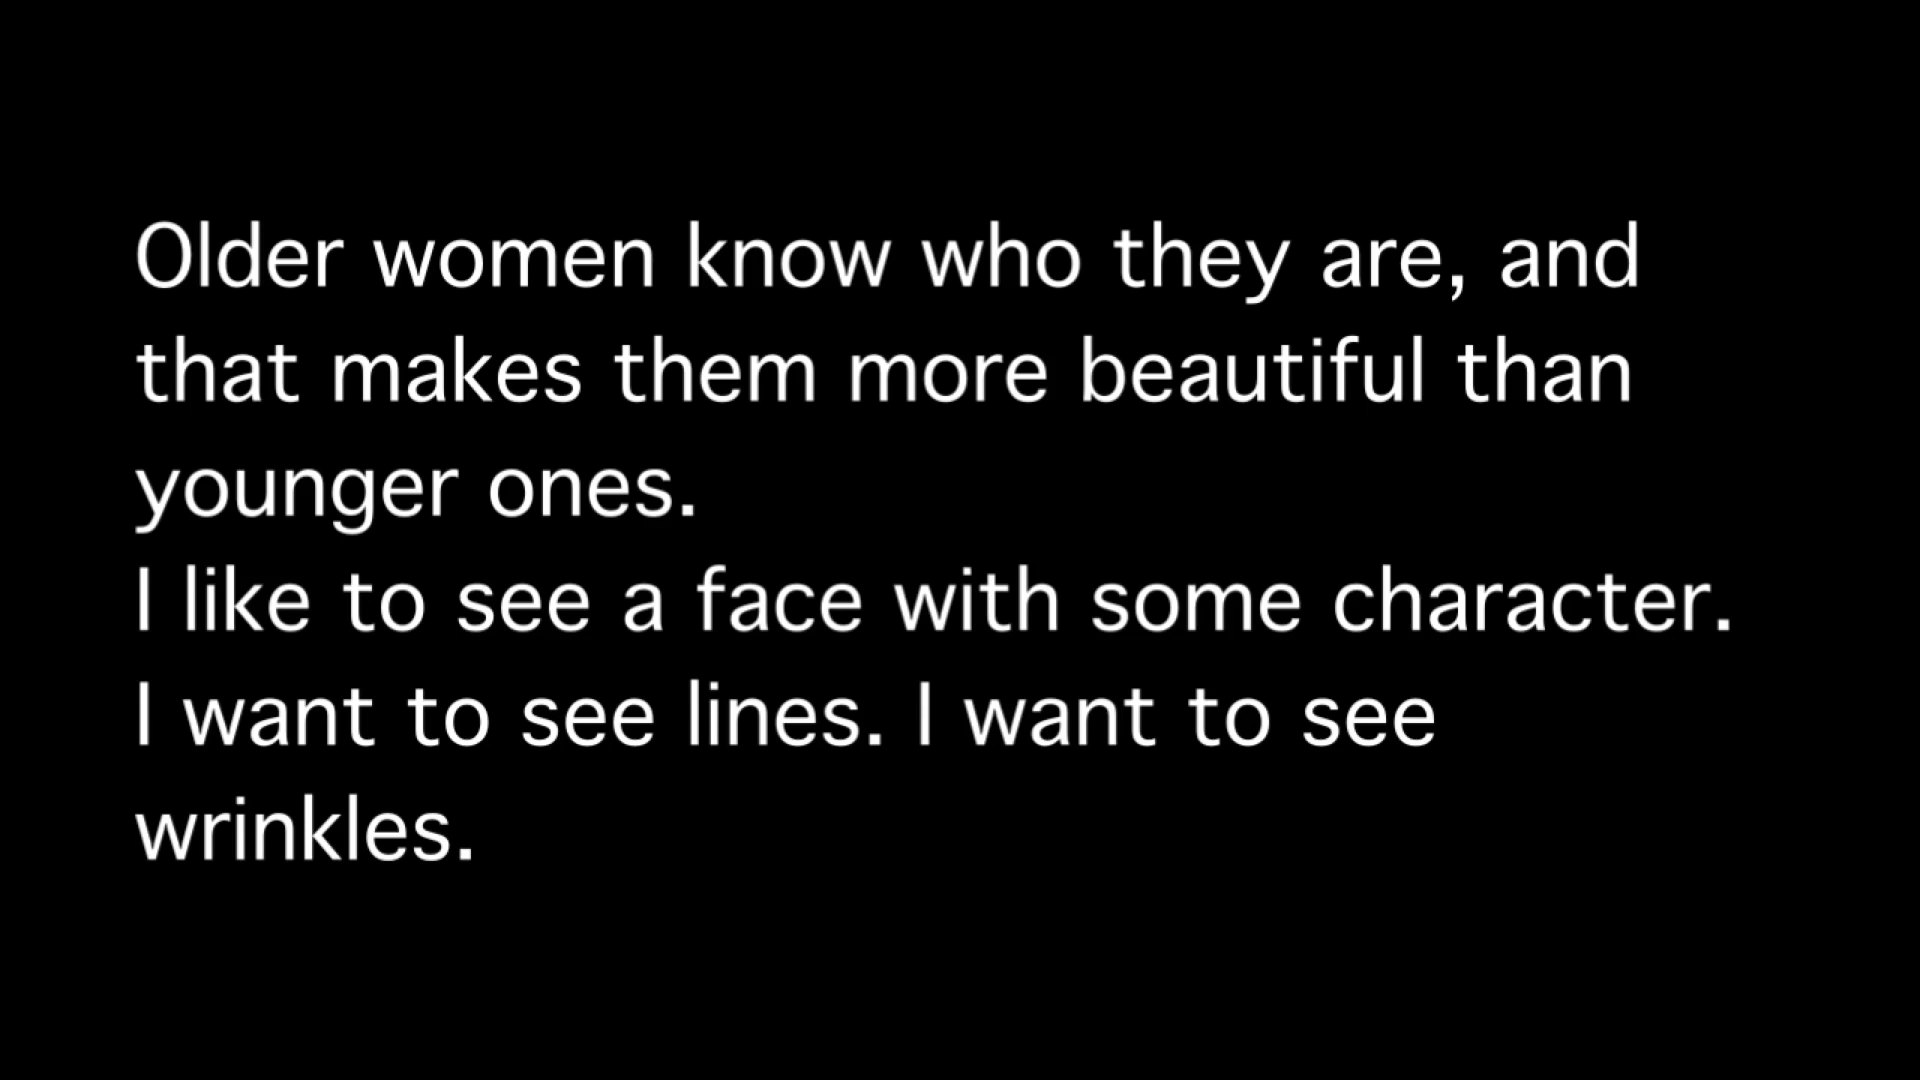 Older women know who they are, and
that makes them more beautiful than
younger ones.
I like to see a face with some character.
I want to see lines. I want to see
wrinkles.